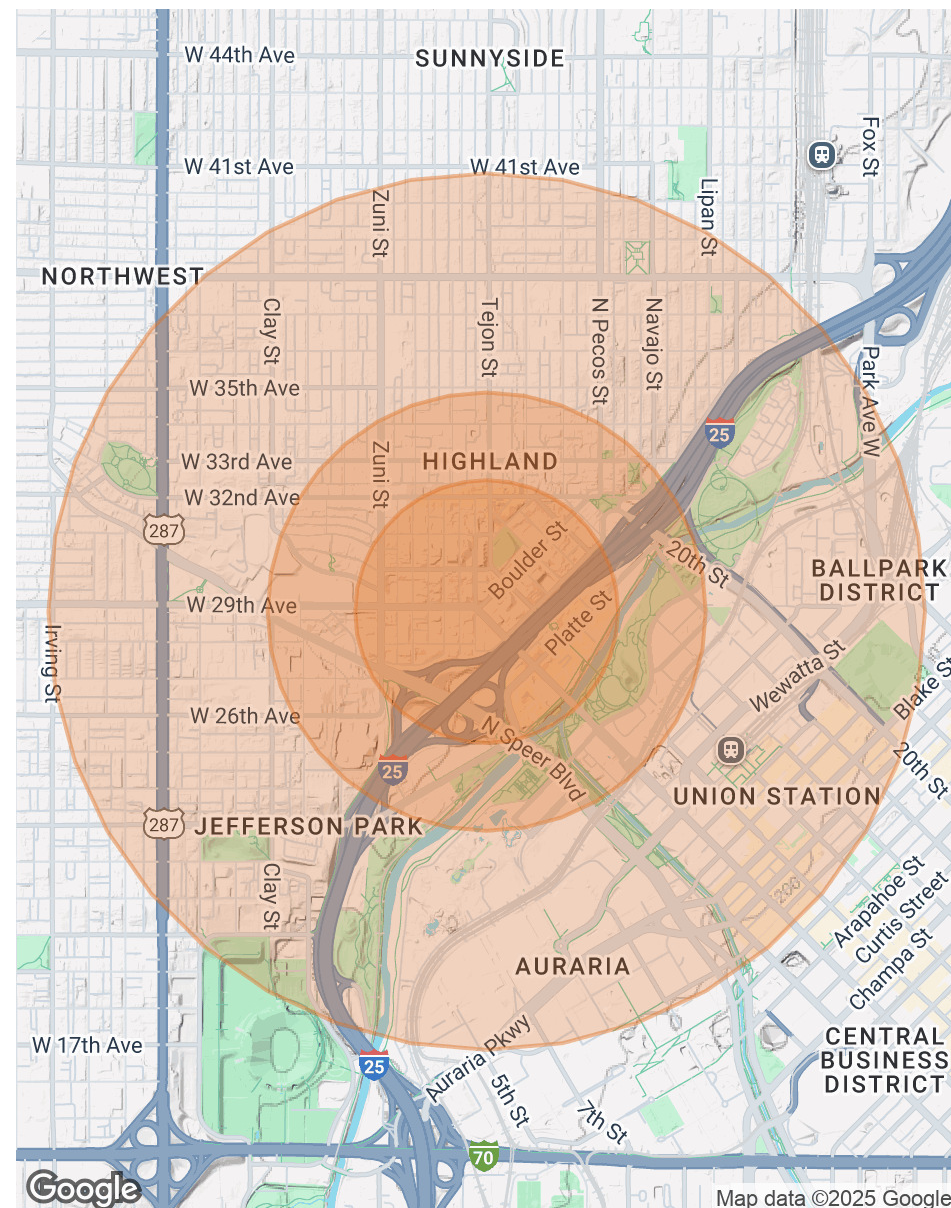 W 44th Ave
SUNNYSIDE
Fox St
W 41st Ave
W 41st Ave
Lipan St
Zuni St
NORTHWEST
Clay St
Tejon St
N Pecos St
Navajo St
Park Ave W
W 35th Ave
25
Zuni St
W 33rd Ave
HIGHLAND
W 32nd Ave
287
Boulder St
20th St
BALLPARK
DISTRICT
W 29th Ave
Platte St
Irving St
Wewatta St
Blake St
W 26th Ave
N Speer Blvd
20th St
25
UNION STATION
287
JEFFERSON PARK
Clay St
Arapahoe St
Curtis Street
Champa St
AURARIA
W 17th Ave
Auraria Pkwy
CENTRAL
BUSINESS
DISTRICT
25
5th St
7th St
70
Google
Map data ©2025 Google